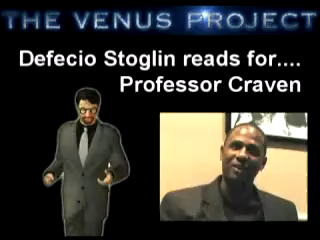 THE VENUS PROJECT
Defecio Stoglin reads for....
Professor Craven